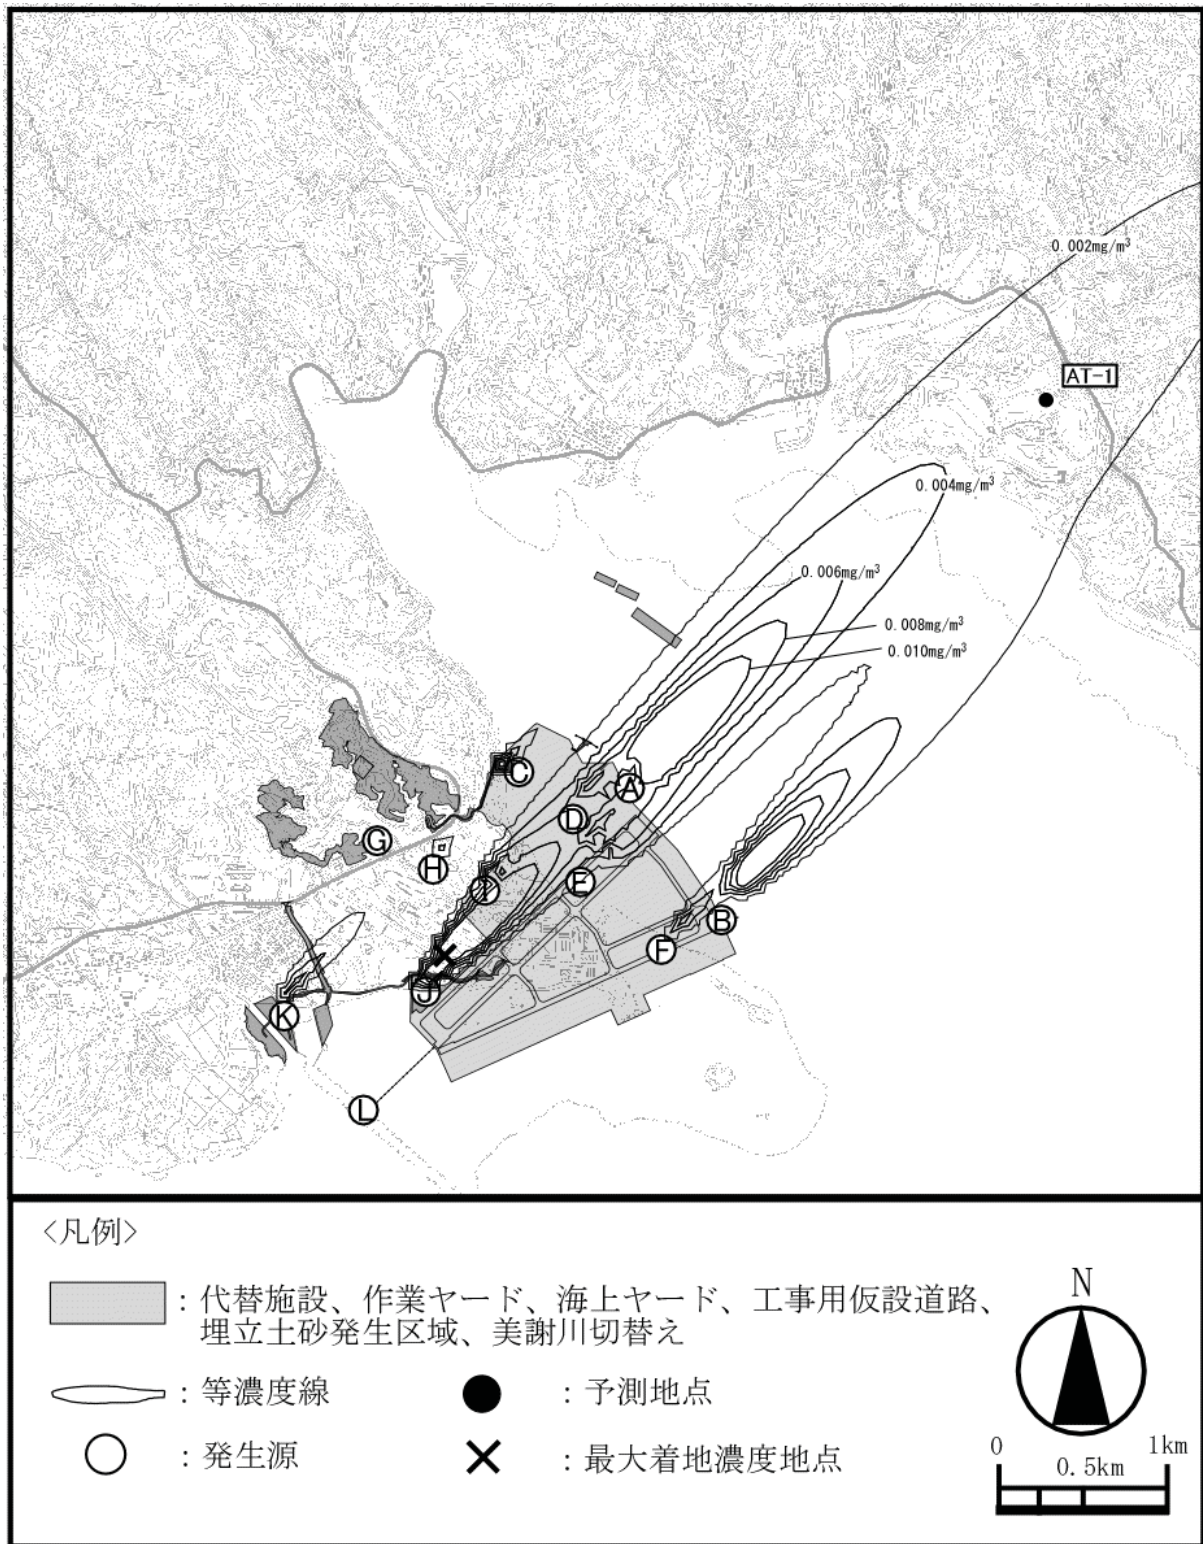 0.002mg/m³
AT-1
0.004mg/m³
0.006mg/m³
0.008mg/m³
0.010mg/m³
C
A
D
G
H
I
E
B
F
J
K
L
<凡例>
：代替施設、作業ヤード、海上ヤード、工事用仮設道路、
埋立土砂発生区域、美謝川切替え
：等濃度線
：予測地点
：発生源
：最大着地濃度地点
N
0 0.5km 1km